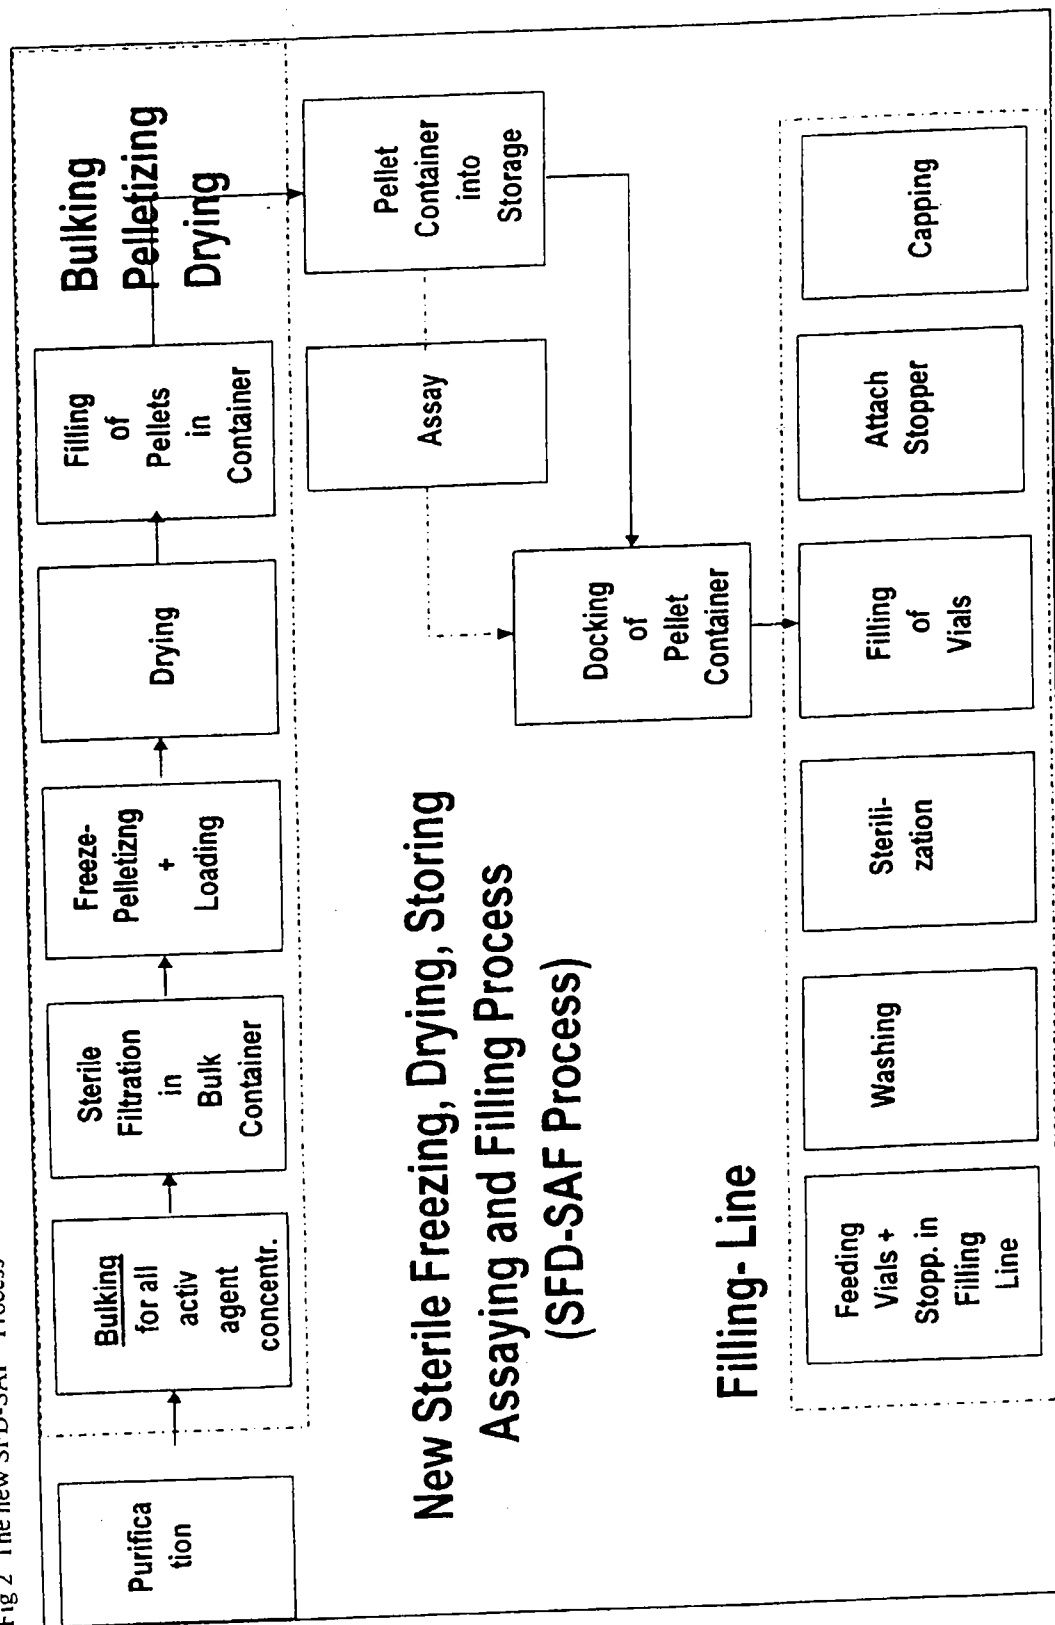 Fig 2 The new SFD-SAF Process
Purifica
tion
Bulking
for all
activ
agent
concentr.
Sterile
Filtration
in
Bulk
Container
Freeze-
Pelletizng
+
Loading
Drying
Filling
of
Pellets
in
Container
Bulking
Pelletizing
Drying
Pellet
Container
into
Storage
Assay
Docking
of
Pellet
Container
New Sterile Freezing, Drying, Storing
Assaying and Filling Process
(SFD-SAF Process)
Filling- Line
Feeding
Vials +
Stopp. in
Filling
Line
Washing
Sterili-
zation
Filling
of
Vials
Attach
Stopper
Capping